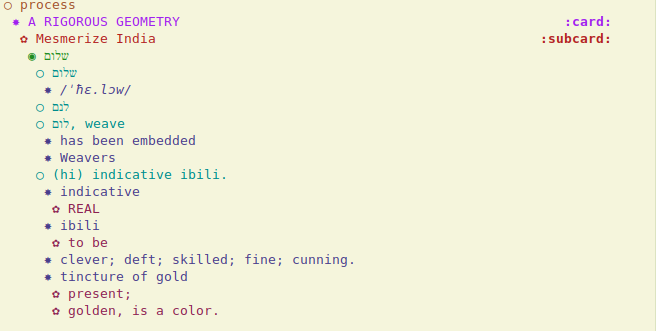 process
A RIGOROUS GEOMETRY :card:
Mesmerize India :subcard:
שלום
שלום
/ˈħɛ.lɔw/
לגם
לום, weave
has been embedded
Weavers
(hi) indicative ibili.
indicative
REAL
ibili
to be
clever; deft; skilled; fine; cunning.
tincture of gold
present;
golden, is a color.